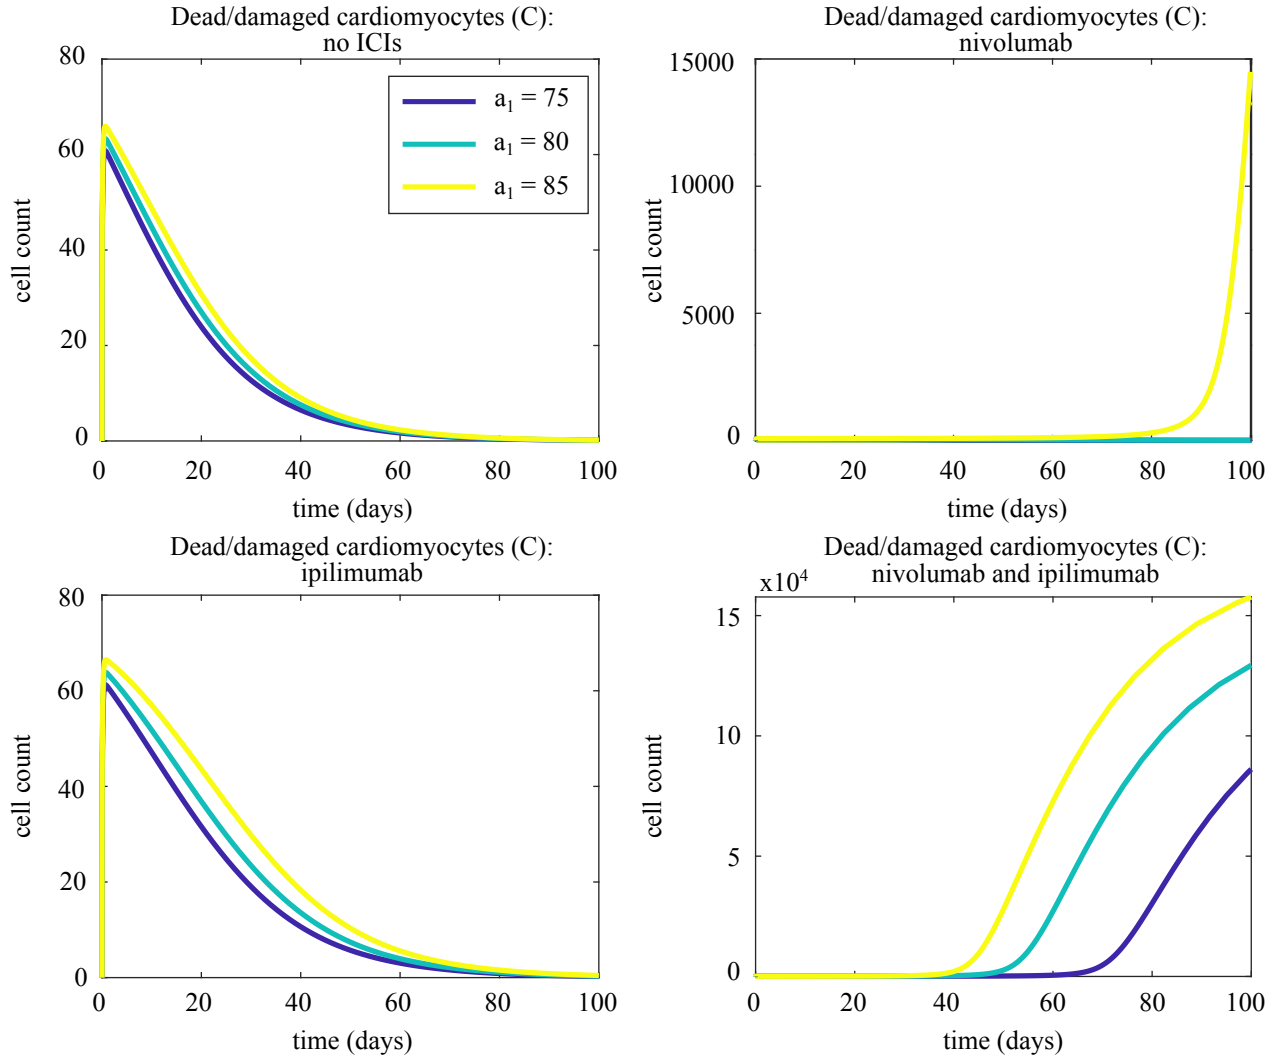 Dead/damaged cardiomyocytes (C):
no ICIs
80
60
40
20
0
cell count
a1 = 75
a1 = 80
a1 = 85
0 20 40 60 80 100
time (days)
Dead/damaged cardiomyocytes (C):
nivolumab
15000
10000
5000
0
cell count
0 20 40 60 80 100
time (days)
Dead/damaged cardiomyocytes (C):
ipilimumab
80
60
40
20
0
cell count
0 20 40 60 80 100
time (days)
Dead/damaged cardiomyocytes (C):
nivolumab and ipilimumab
x10⁴
15
10
5
0
cell count
0 20 40 60 80 100
time (days)